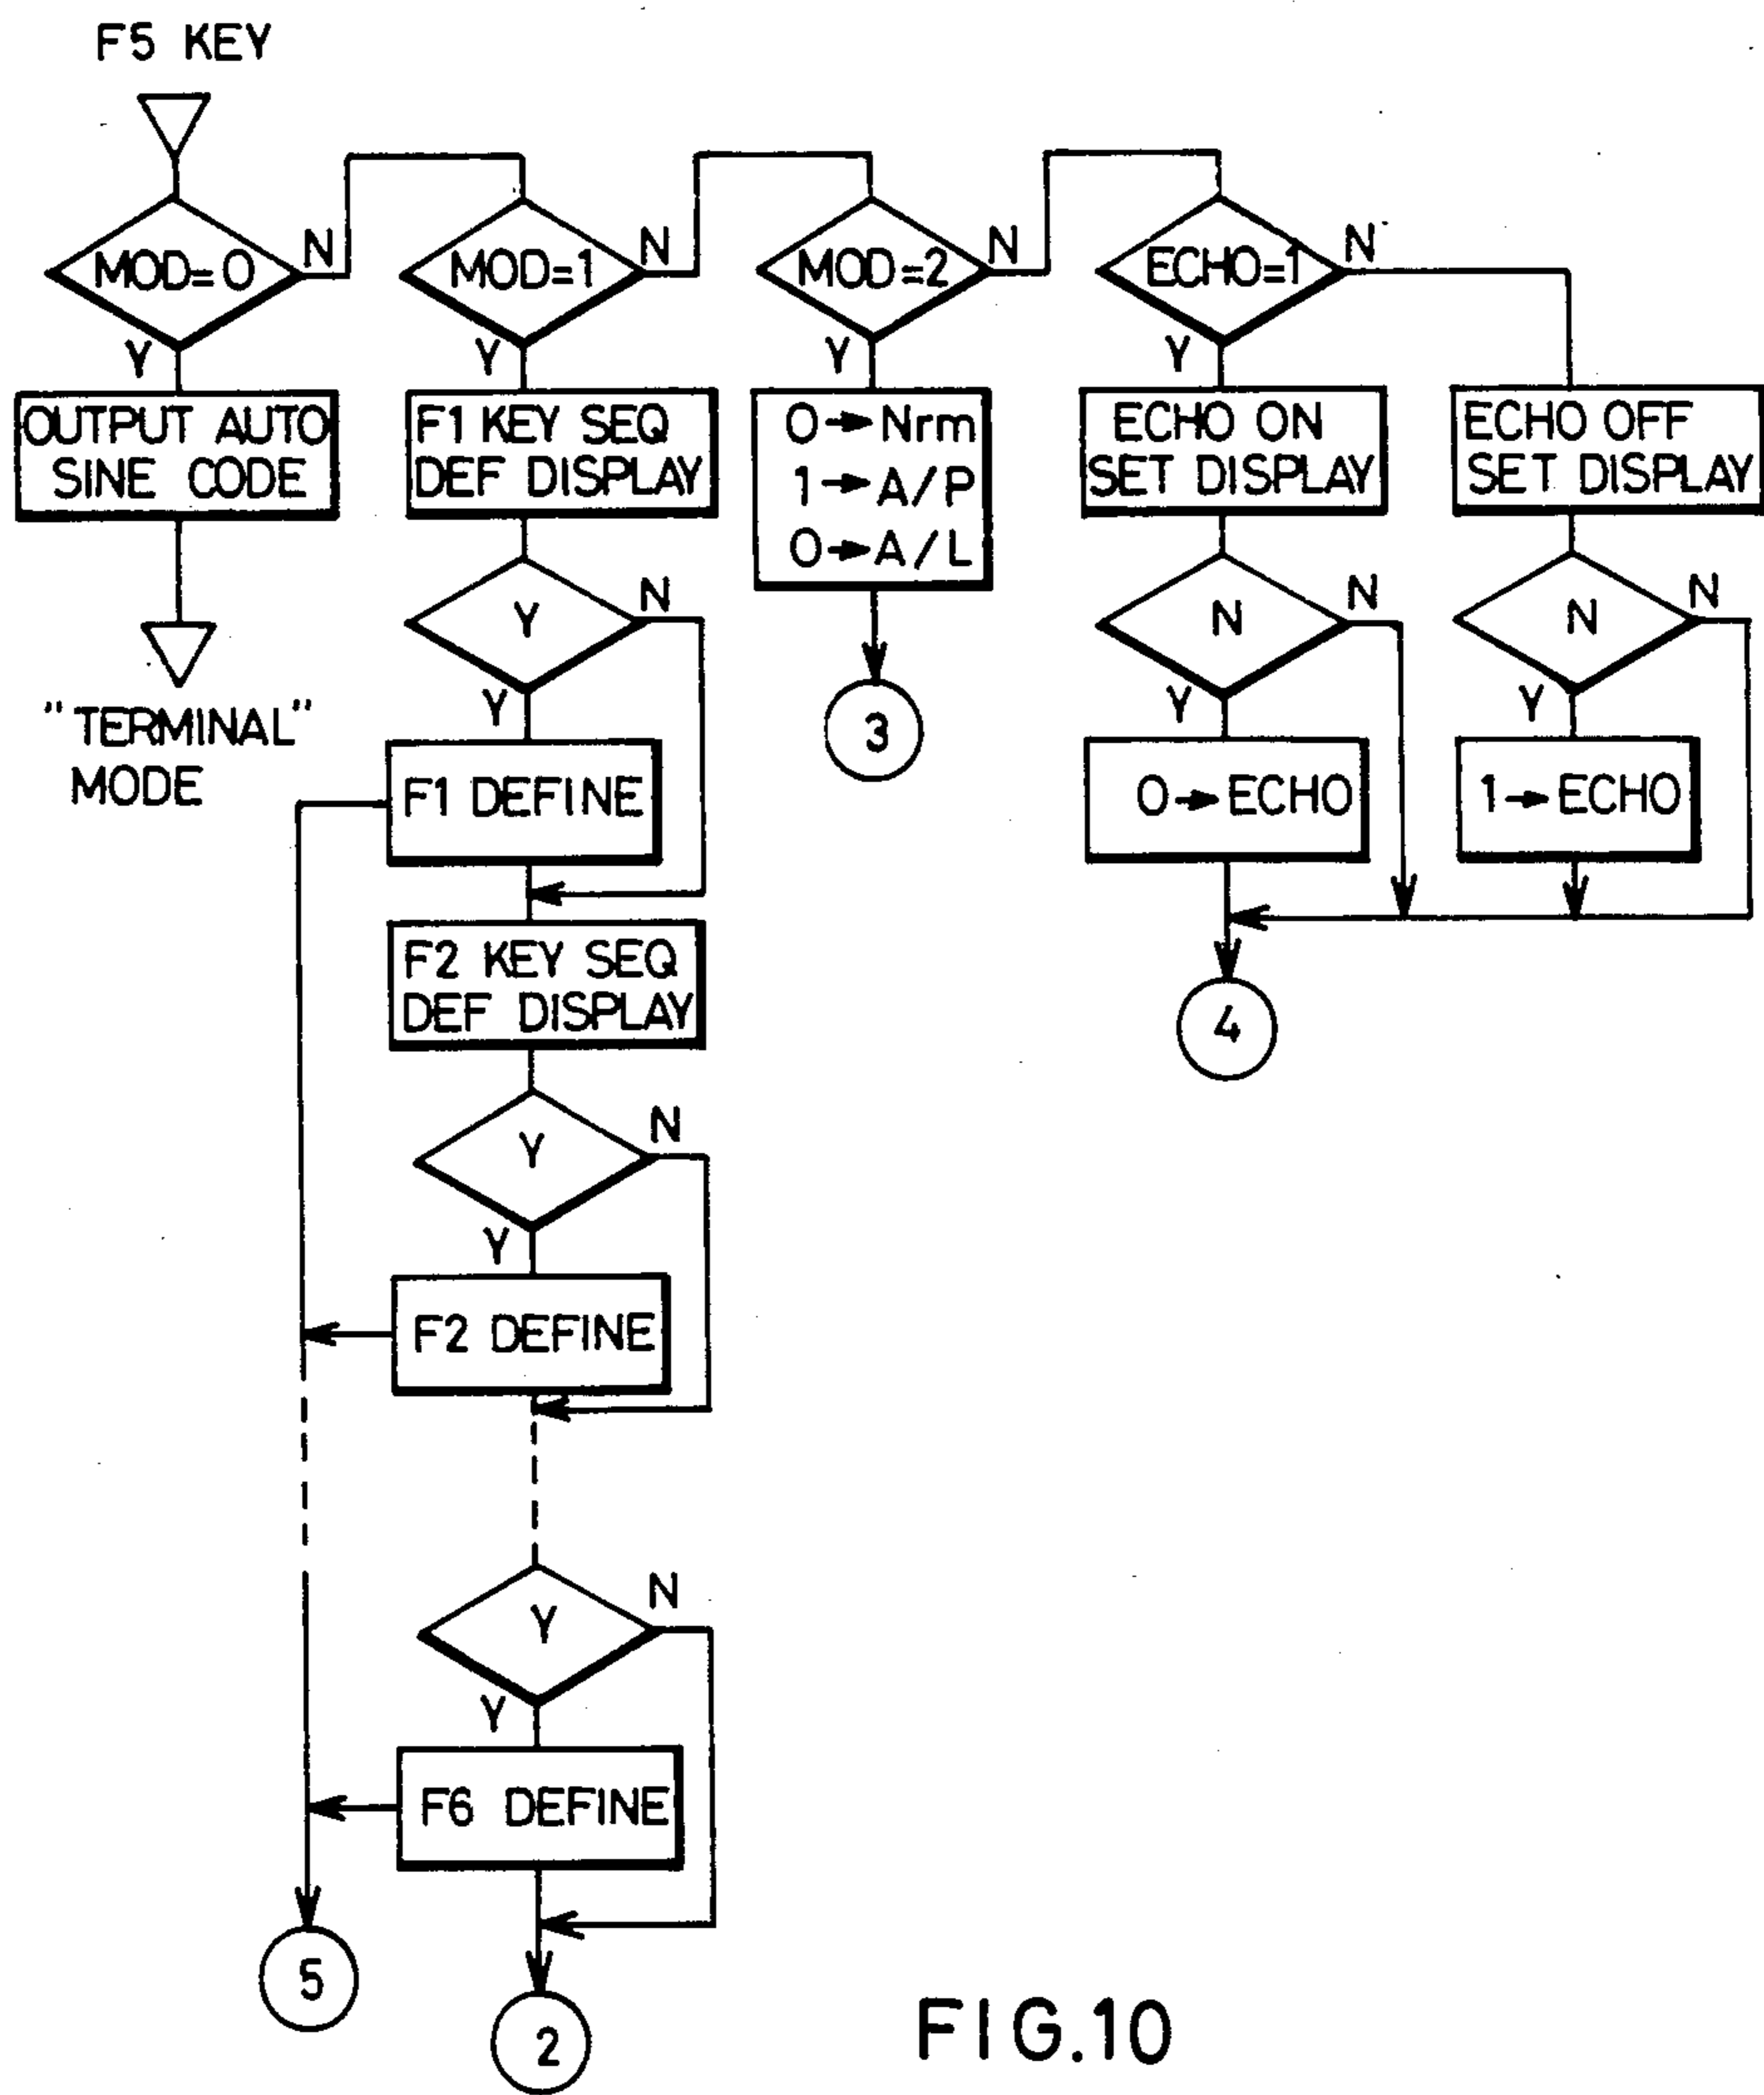 F5 KEY
MOD=0
N
MOD=1
N
MOD=2
N
ECHO=1
N
Y
Y
Y
Y
OUTPUT AUTO
SINE CODE
F1 KEY SEQ
DEF DISPLAY
0→Nrm
1→A/P
0→A/L
ECHO ON
SET DISPLAY
ECHO OFF
SET DISPLAY
Y
N
N
N
N
N
Y
Y
Y
"TERMINAL"
MODE
F1 DEFINE
3
0→ECHO
1→ECHO
F2 KEY SEQ
DEF DISPLAY
4
Y
N
Y
F2 DEFINE
Y
N
Y
F6 DEFINE
5
2
FIG.10